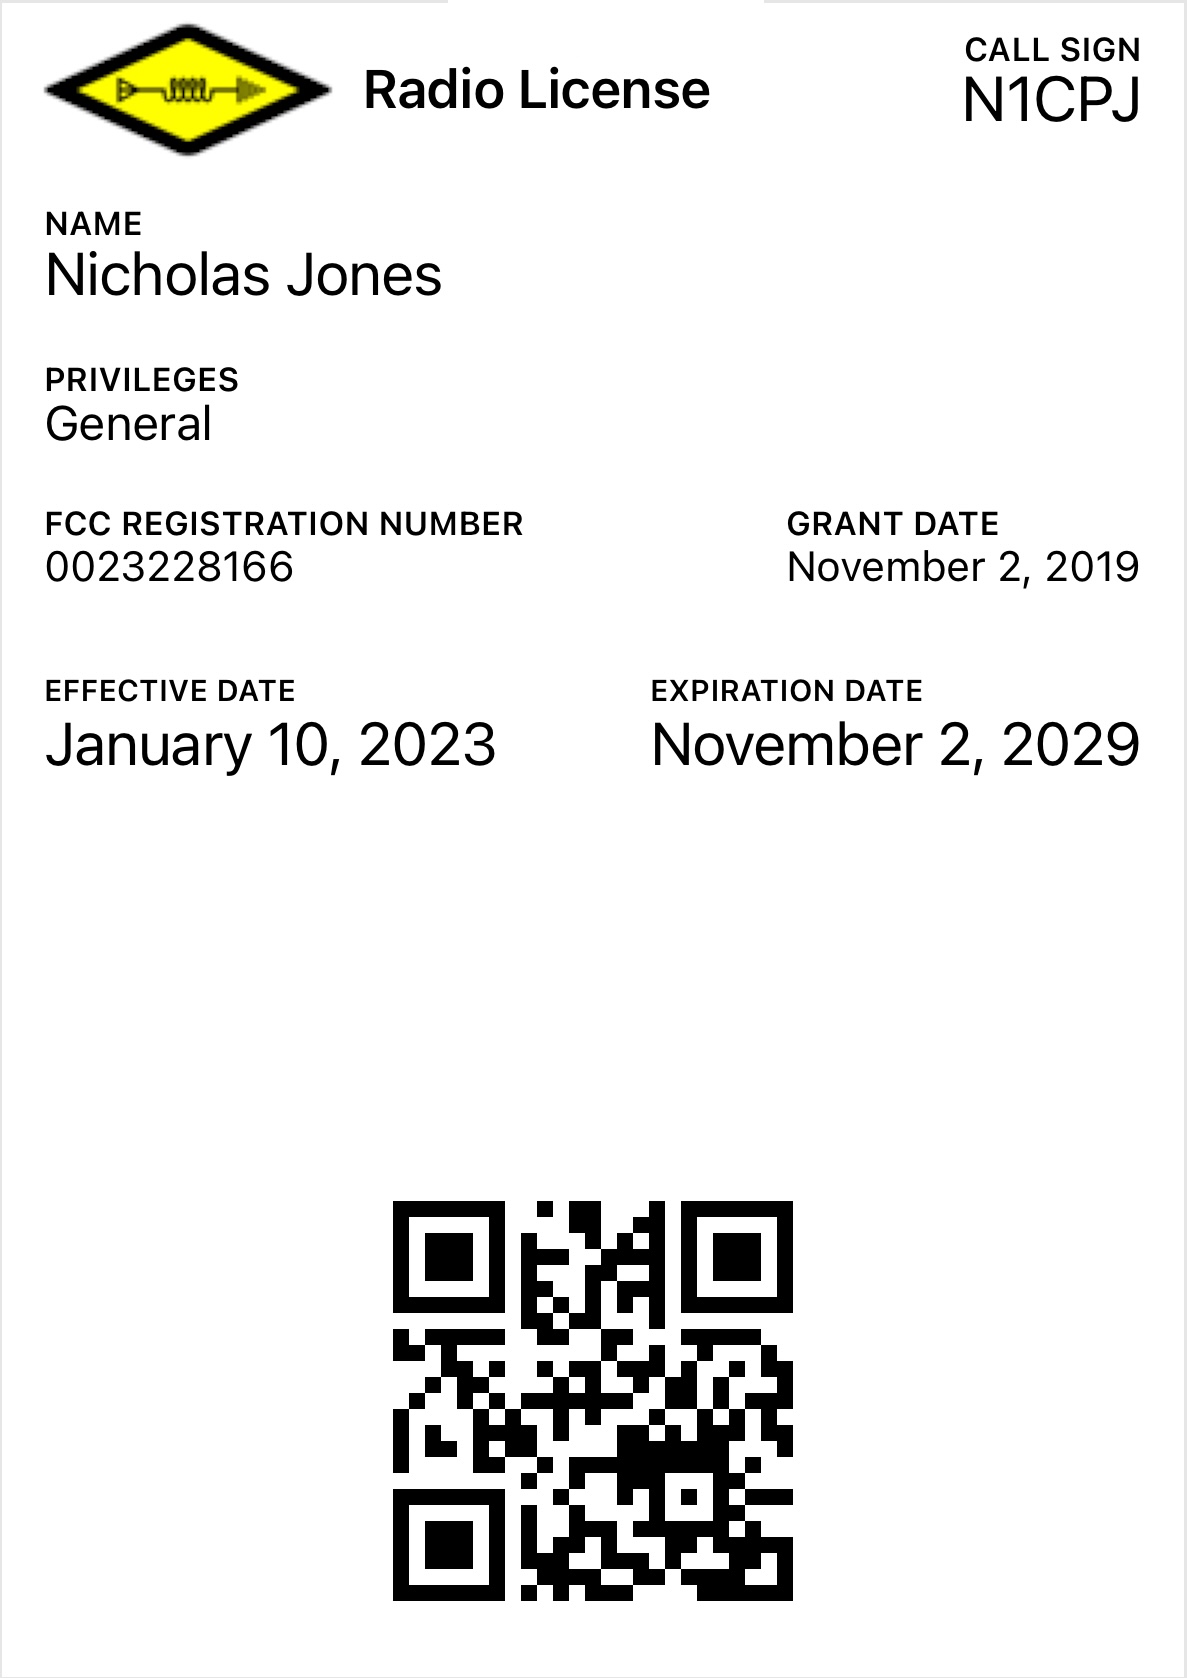 Radio License
CALL SIGN
N1CPJ
NAME
Nicholas Jones
PRIVILEGES
General
FCC REGISTRATION NUMBER
0023228166
GRANT DATE
November 2, 2019
EFFECTIVE DATE
January 10, 2023
EXPIRATION DATE
November 2, 2029